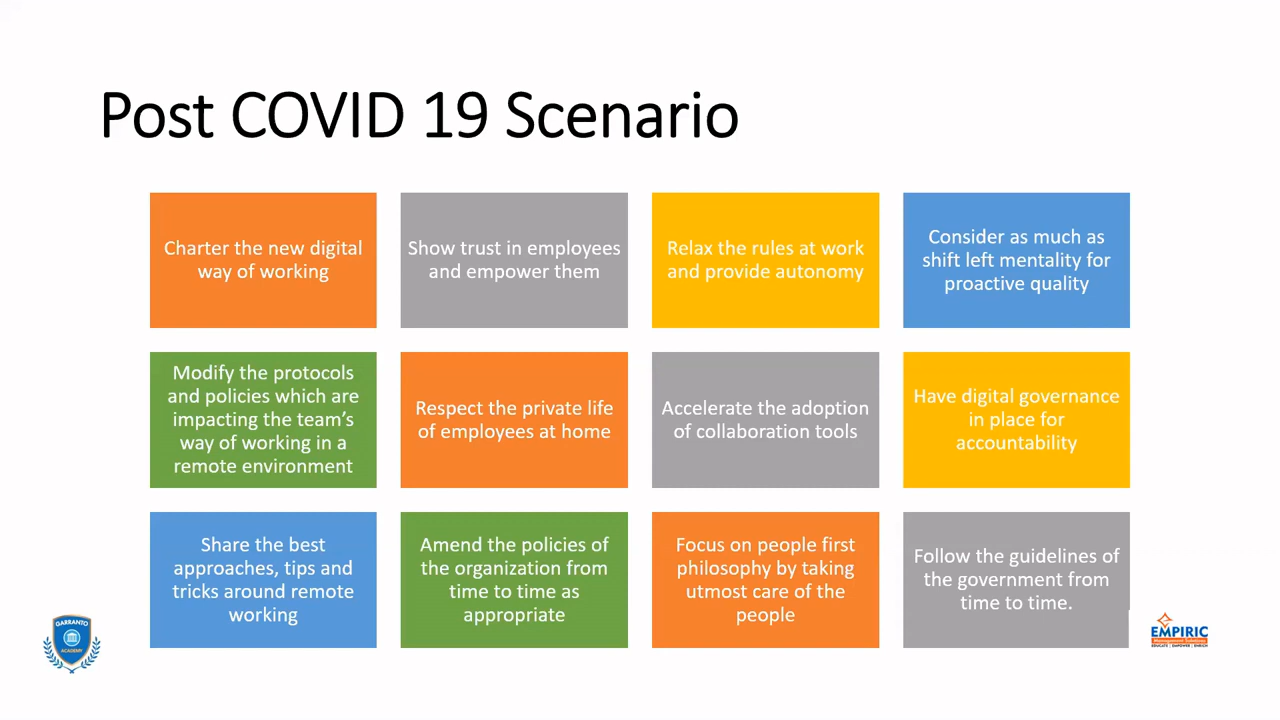 Post COVID 19 Scenario
Charter the new digital
way of working
Show trust in employees
and empower them
Relax the rules at work
and provide autonomy
Consider as much as
shift left mentality for
proactive quality
Modify the protocols
and policies which are
impacting the team's
way of working in a
remote environment
Respect the private life
of employees at home
Accelerate the adoption
of collaboration tools
Have digital governance
in place for
accountability
Share the best
approaches, tips and
tricks around remote
working
Amend the policies of
the organization from
time to time as
appropriate
Focus on people first
philosophy by taking
utmost care of the
people
Follow the guidelines of
the government from
time to time.
GARRANTO
ACADEMY
EMPIRIC
Management Solutions
EDUCATE | EMPOWER | ENRICH